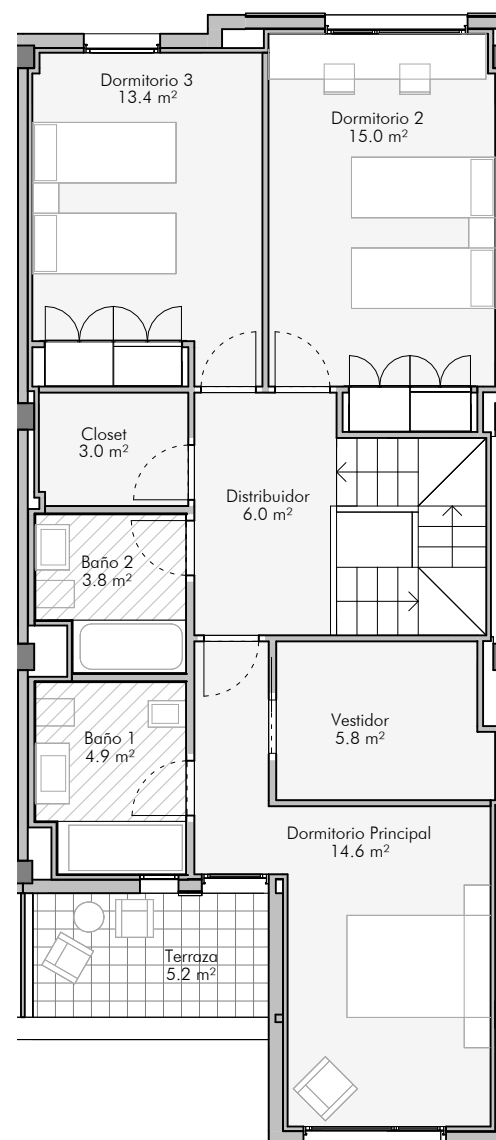 Dormitorio 3
13.4 m²
Dormitorio 2
15.0 m²
Closet
3.0 m²
Distribuidor
6.0 m²
Baño 2
3.8 m²
Vestidor
5.8 m²
Baño 1
4.9 m²
Dormitorio Principal
14.6 m²
Terraza
5.2 m²